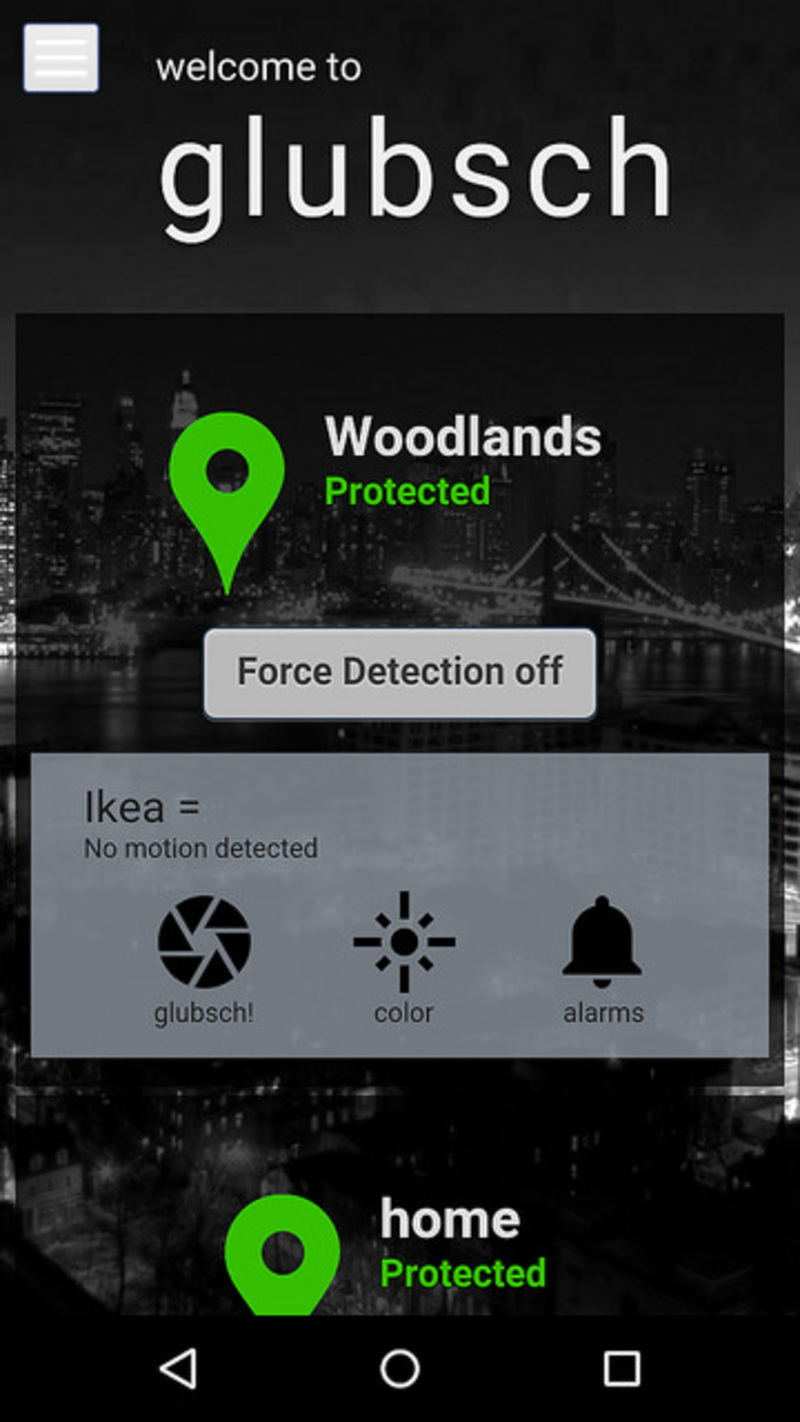 welcome to
glubsch
Woodlands
Protected
Force Detection off
Ikea =
No motion detected
glubsch! color alarms
home
Protected